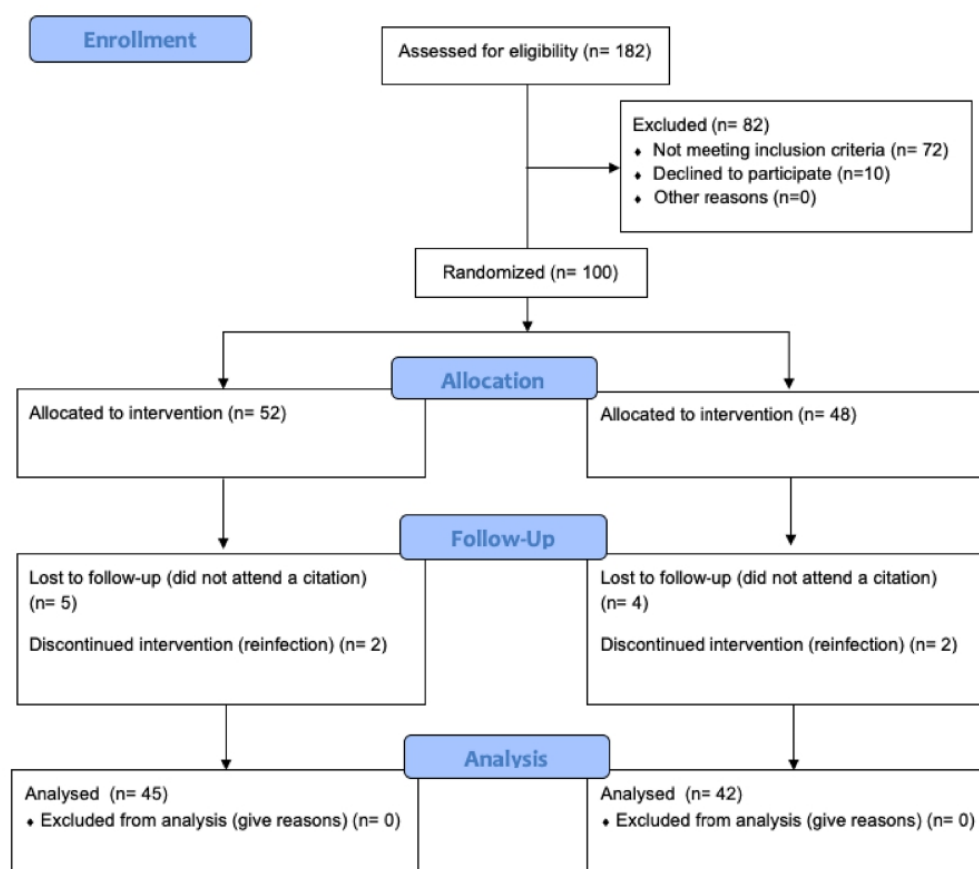 Enrollment
Assessed for eligibility (n= 182)
Excluded (n= 82)
♦ Not meeting inclusion criteria (n= 72)
♦ Declined to participate (n=10)
♦ Other reasons (n=0)
Randomized (n= 100)
Allocation
Allocated to intervention (n= 52)
Allocated to intervention (n= 48)
Follow-Up
Lost to follow-up (did not attend a citation)
(n= 5)
Discontinued intervention (reinfection) (n= 2)
Lost to follow-up (did not attend a citation)
(n= 4)
Discontinued intervention (reinfection) (n= 2)
Analysis
Analysed (n= 45)
♦ Excluded from analysis (give reasons) (n= 0)
Analysed (n= 42)
♦ Excluded from analysis (give reasons) (n= 0)